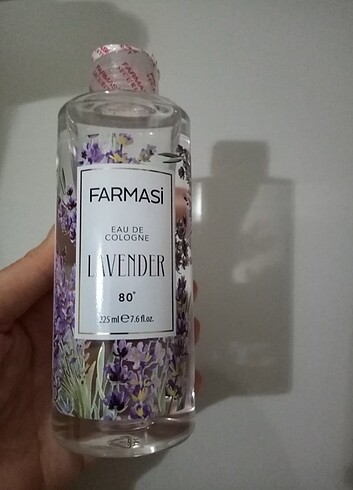 FARMASi
EAU DE
COLOGNE
LAVENDER
80°
225 ml ℮ 7.6 fl.oz.